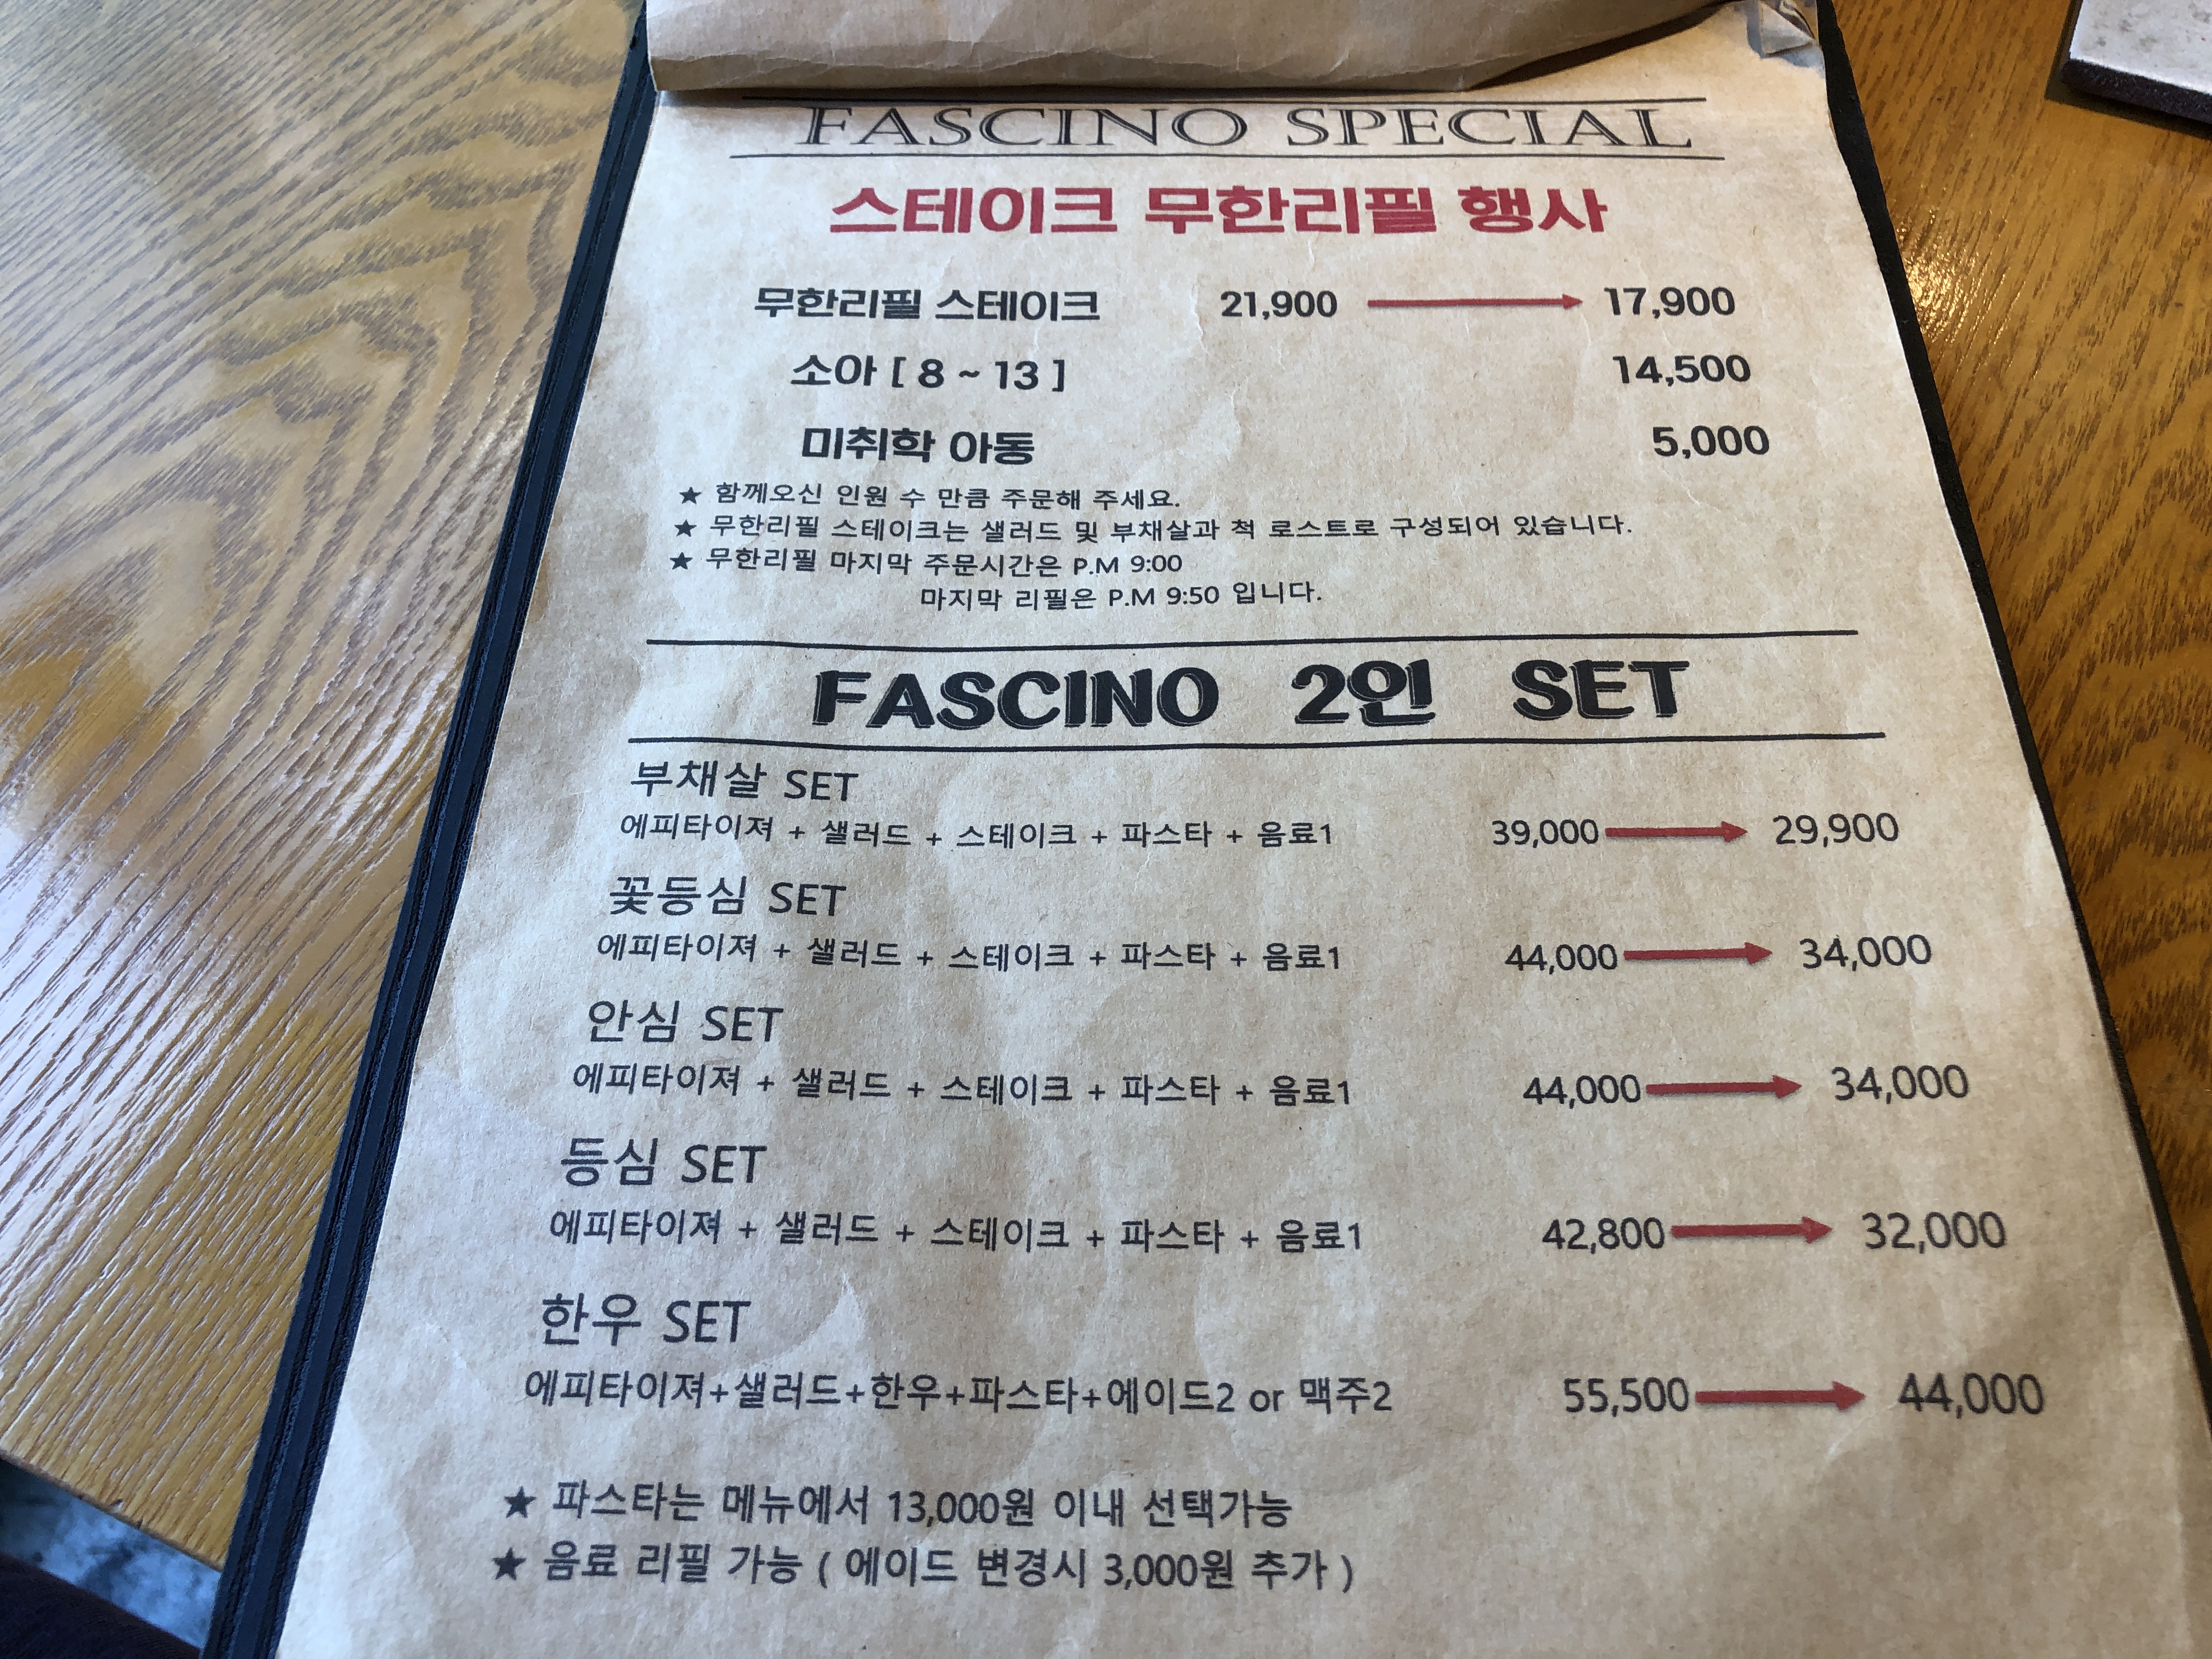 FASCINO SPECIAL
스테이크 무한리필 행사
무한리필 스테이크 21,900 → 17,900
소아 [ 8 ~ 13 ] 14,500
미취학 아동 5,000
★ 함께오신 인원 수 만큼 주문해 주세요.
★ 무한리필 스테이크는 샐러드 및 부채살과 척 로스트로 구성되어 있습니다.
★ 무한리필 마지막 주문시간은 P.M 9:00
마지막 리필은 P.M 9:50 입니다.
FASCINO 2인 SET
부채살 SET
에피타이져 + 샐러드 + 스테이크 + 파스타 + 음료1 39,000 → 29,900
꽃등심 SET
에피타이져 + 샐러드 + 스테이크 + 파스타 + 음료1 44,000 → 34,000
안심 SET
에피타이져 + 샐러드 + 스테이크 + 파스타 + 음료1 44,000 → 34,000
등심 SET
에피타이져 + 샐러드 + 스테이크 + 파스타 + 음료1 42,800 → 32,000
한우 SET
에피타이져+샐러드+한우+파스타+에이드2 or 맥주2 55,500 → 44,000
★ 파스타는 메뉴에서 13,000원 이내 선택가능
★ 음료 리필 가능 ( 에이드 변경시 3,000원 추가 )